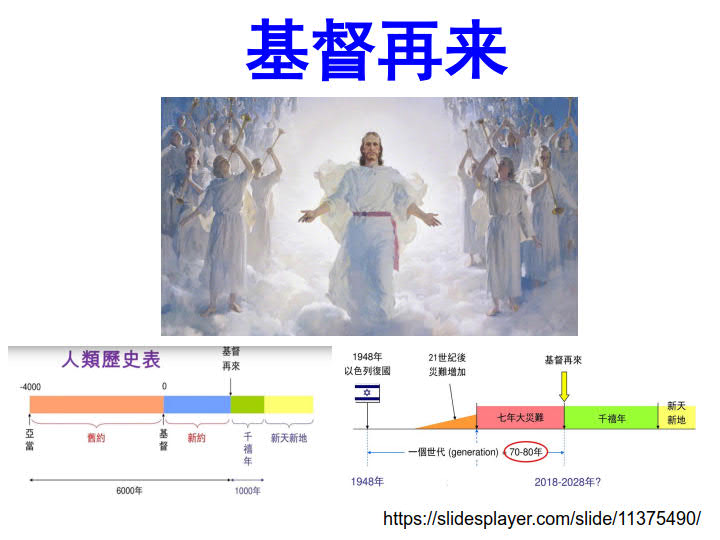 基督再来
人類歷史表
基督
再來
-4000
0
亞當
舊約
基督
新約
千禧年
新天新地
6000年
1000年
1948年
以色列復國
21世紀後
災難增加
基督再來
七年大災難
千禧年
新天
新地
一個世代 (generation)
70-80年
1948年
2018-2028年?
https://slidesplayer.com/slide/11375490/